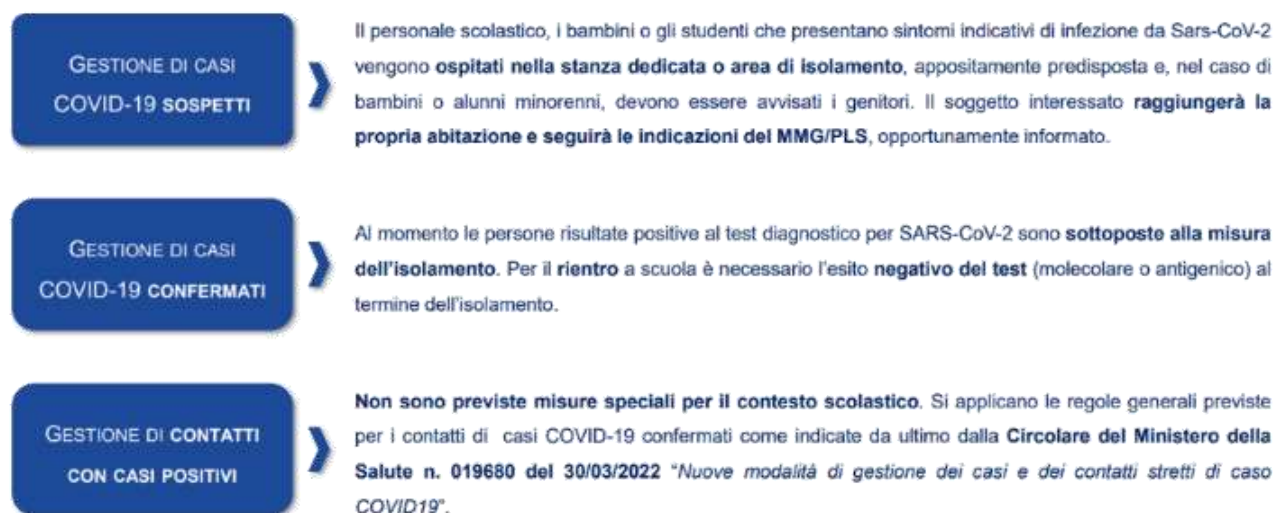 GESTIONE DI CASI
COVID-19 SOSPETTI
Il personale scolastico, i bambini o gli studenti che presentano sintomi indicativi di infezione da Sars-CoV-2
vengono ospitati nella stanza dedicata o area di isolamento, appositamente predisposta e, nel caso di
bambini o alunni minorenni, devono essere avvisati i genitori. Il soggetto interessato raggiungerà la
propria abitazione e seguirà le indicazioni del MMG/PLS, opportunamente informato.
GESTIONE DI CASI
COVID-19 CONFERMATI
Al momento le persone risultate positive al test diagnostico per SARS-CoV-2 sono sottoposte alla misura
dell'isolamento. Per il rientro a scuola è necessario l'esito negativo del test (molecolare o antigenico) al
termine dell'isolamento.
GESTIONE DI CONTATTI
CON CASI POSITIVI
Non sono previste misure speciali per il contesto scolastico. Si applicano le regole generali previste
per i contatti di casi COVID-19 confermati come indicate da ultimo dalla Circolare del Ministero della
Salute n. 019680 del 30/03/2022 "Nuove modalità di gestione dei casi e dei contatti stretti di caso
COVID19".